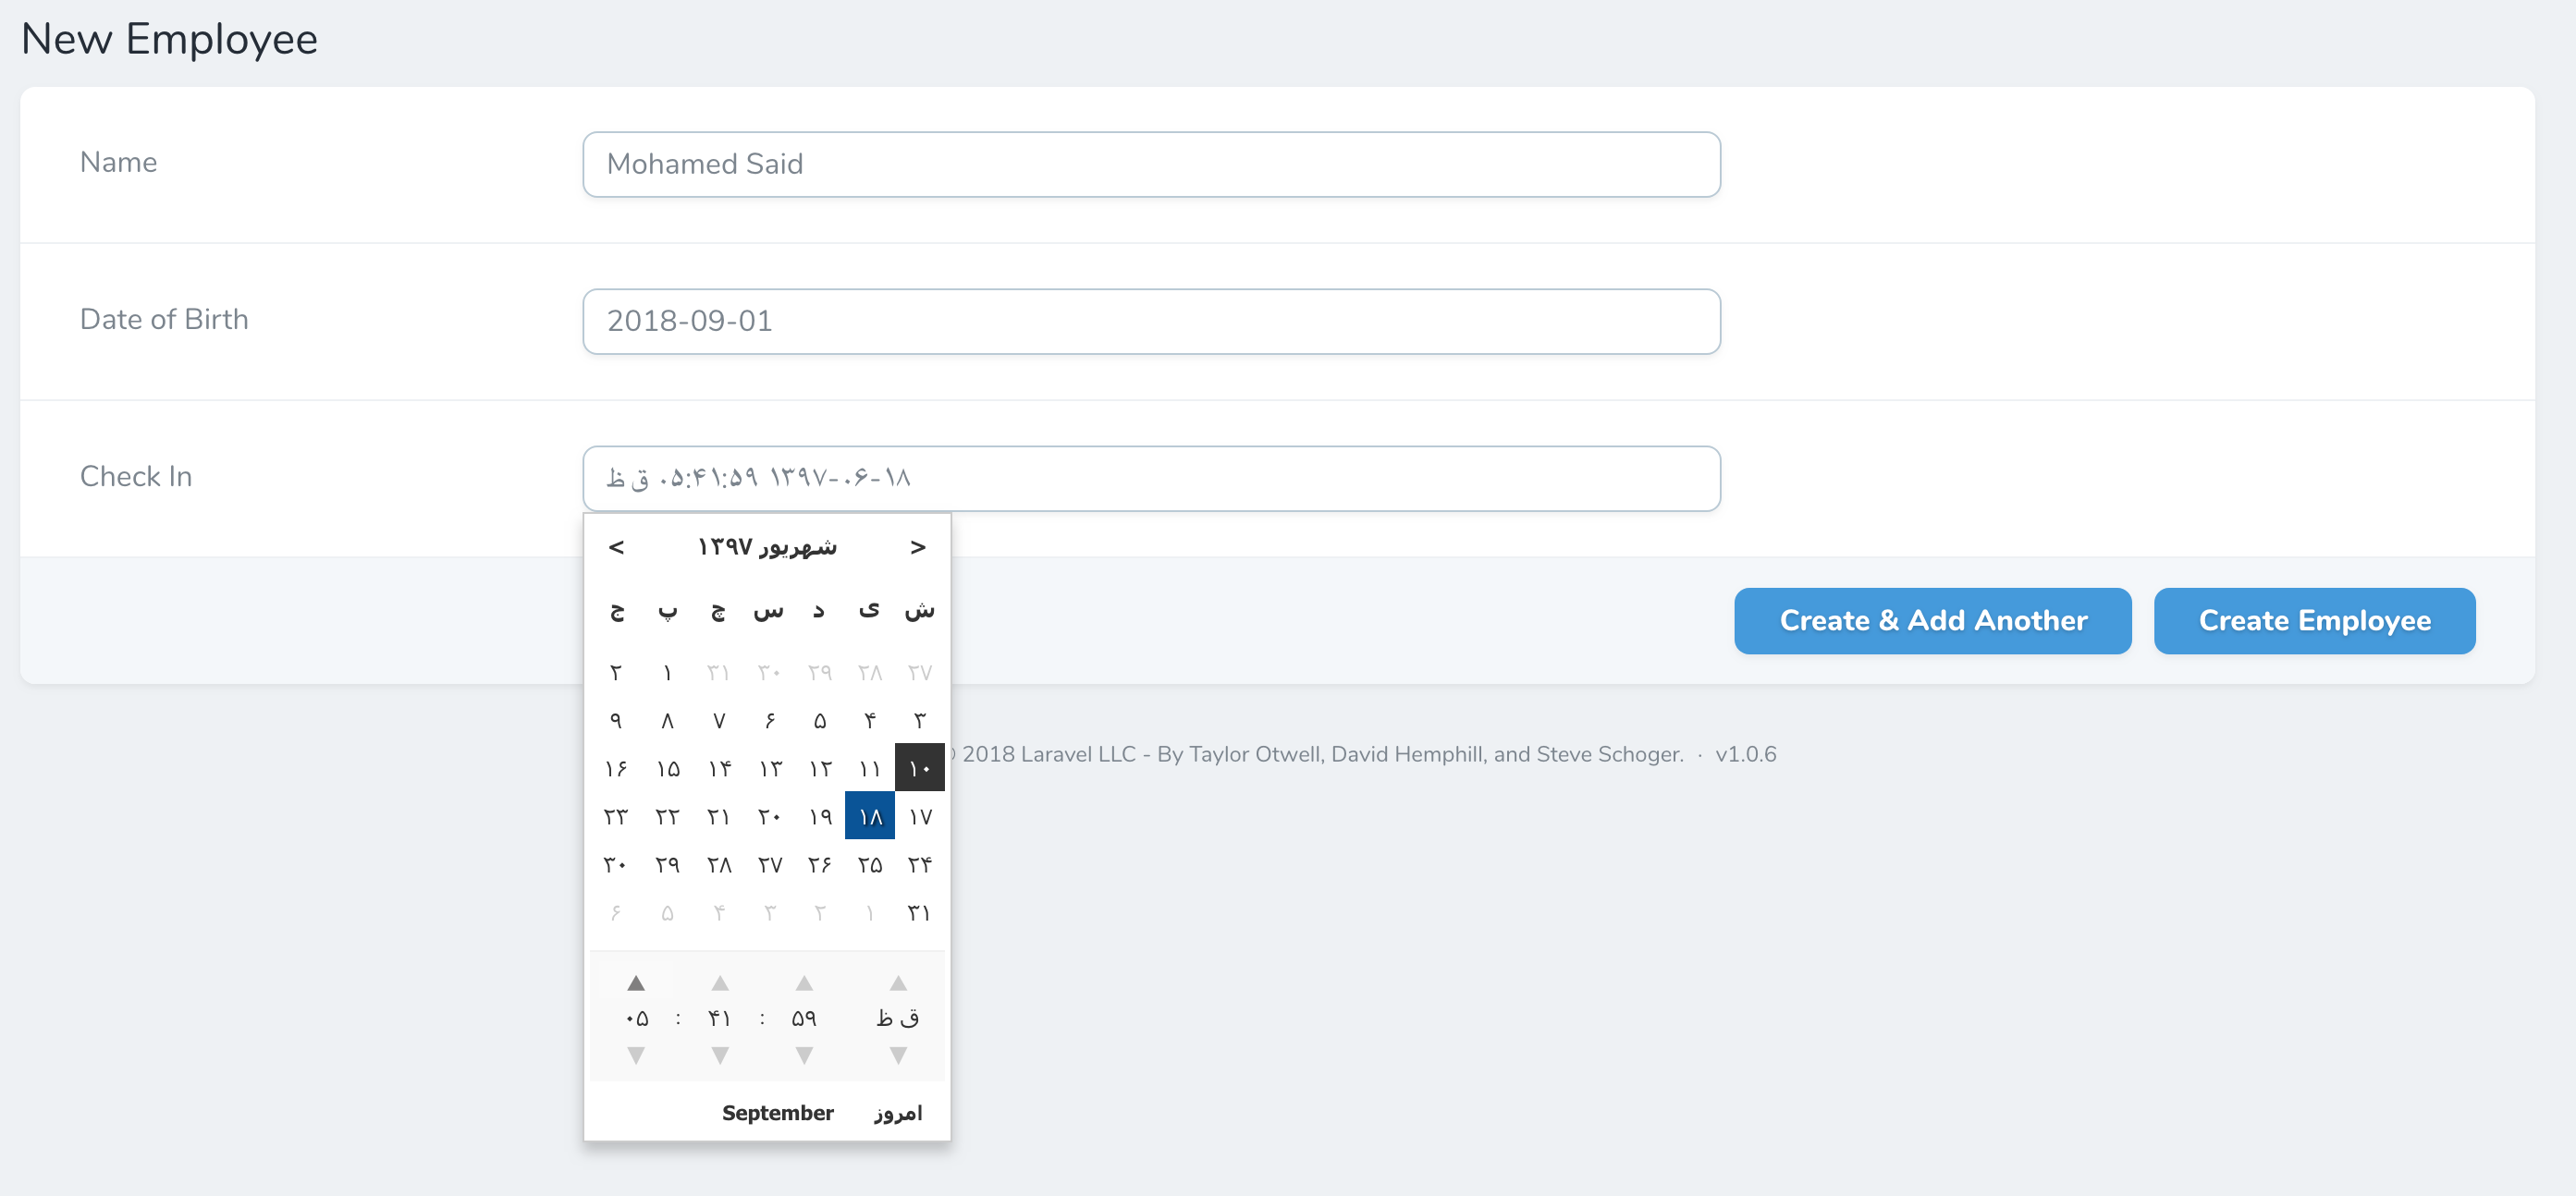 New Employee
Name
Mohamed Said
Date of Birth
2018-09-01
Check In
۱۳۹۷-۰۶-۱۸ ۰۵:۴۱:۵۹ ق ظ
< شهریور ۱۳۹۷ >
ش ی د س چ پ ج
۲۷ ۲۸ ۲۹ ۳۰ ۳۱ ۱ ۲
۳ ۴ ۵ ۶ ۷ ۸ ۹
۱۰ ۱۱ ۱۲ ۱۳ ۱۴ ۱۵ ۱۶
۱۷ ۱۸ ۱۹ ۲۰ ۲۱ ۲۲ ۲۳
۲۴ ۲۵ ۲۶ ۲۷ ۲۸ ۲۹ ۳۰
۳۱ ۱ ۲ ۳ ۴ ۵ ۶
۰۵ : ۴۱ : ۵۹ ق ظ
امروز September
Create & Add Another
Create Employee
2018 Laravel LLC - By Taylor Otwell, David Hemphill, and Steve Schoger. · v1.0.6